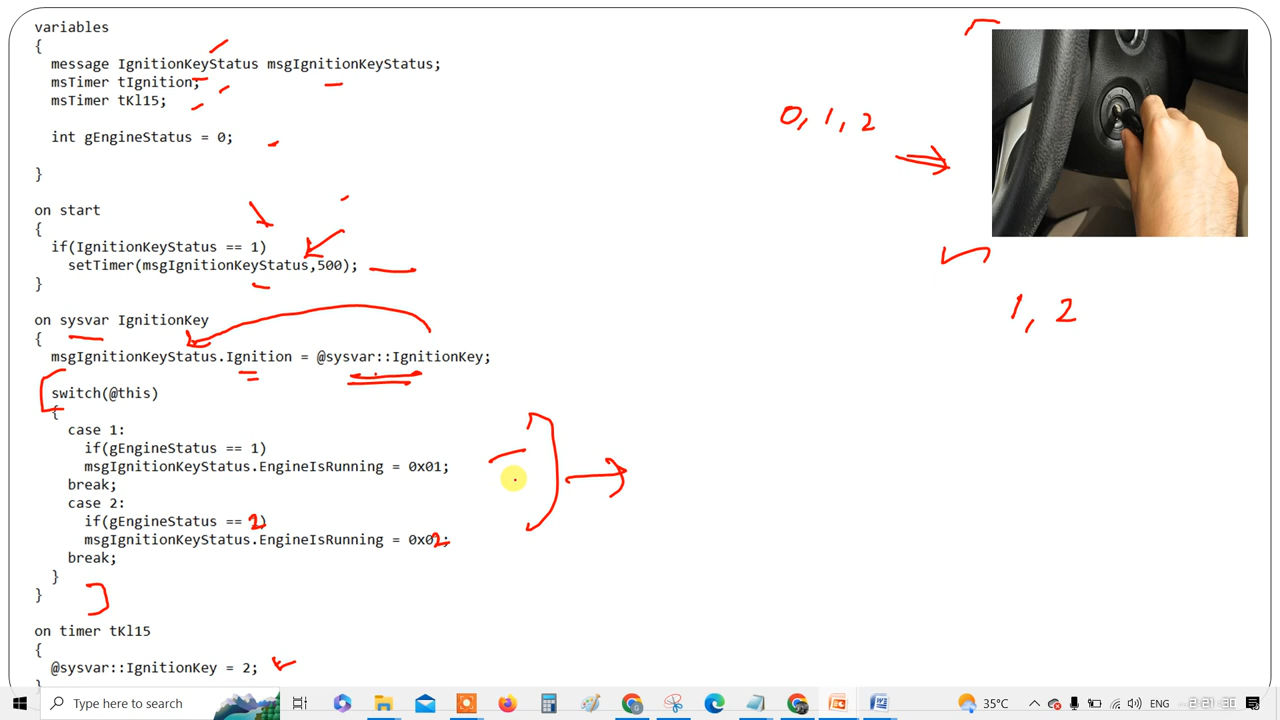 variables
{
message IgnitionKeyStatus msgIgnitionKeyStatus;
msTimer tIgnition;
msTimer tKl15;
int gEngineStatus = 0;
}
on start
{
if(IgnitionKeyStatus == 1)
setTimer(msgIgnitionKeyStatus,500);
}
on sysvar IgnitionKey
{
msgIgnitionKeyStatus.Ignition = @sysvar::IgnitionKey;
switch(@this)
{
case 1:
if(gEngineStatus == 1)
msgIgnitionKeyStatus.EngineIsRunning = 0x01;
break;
case 2:
if(gEngineStatus == 2)
msgIgnitionKeyStatus.EngineIsRunning = 0x02;
break;
}
}
on timer tKl15
{
@sysvar::IgnitionKey = 2;
}
0, 1, 2
1, 2
Type here to search
35°C
ENG